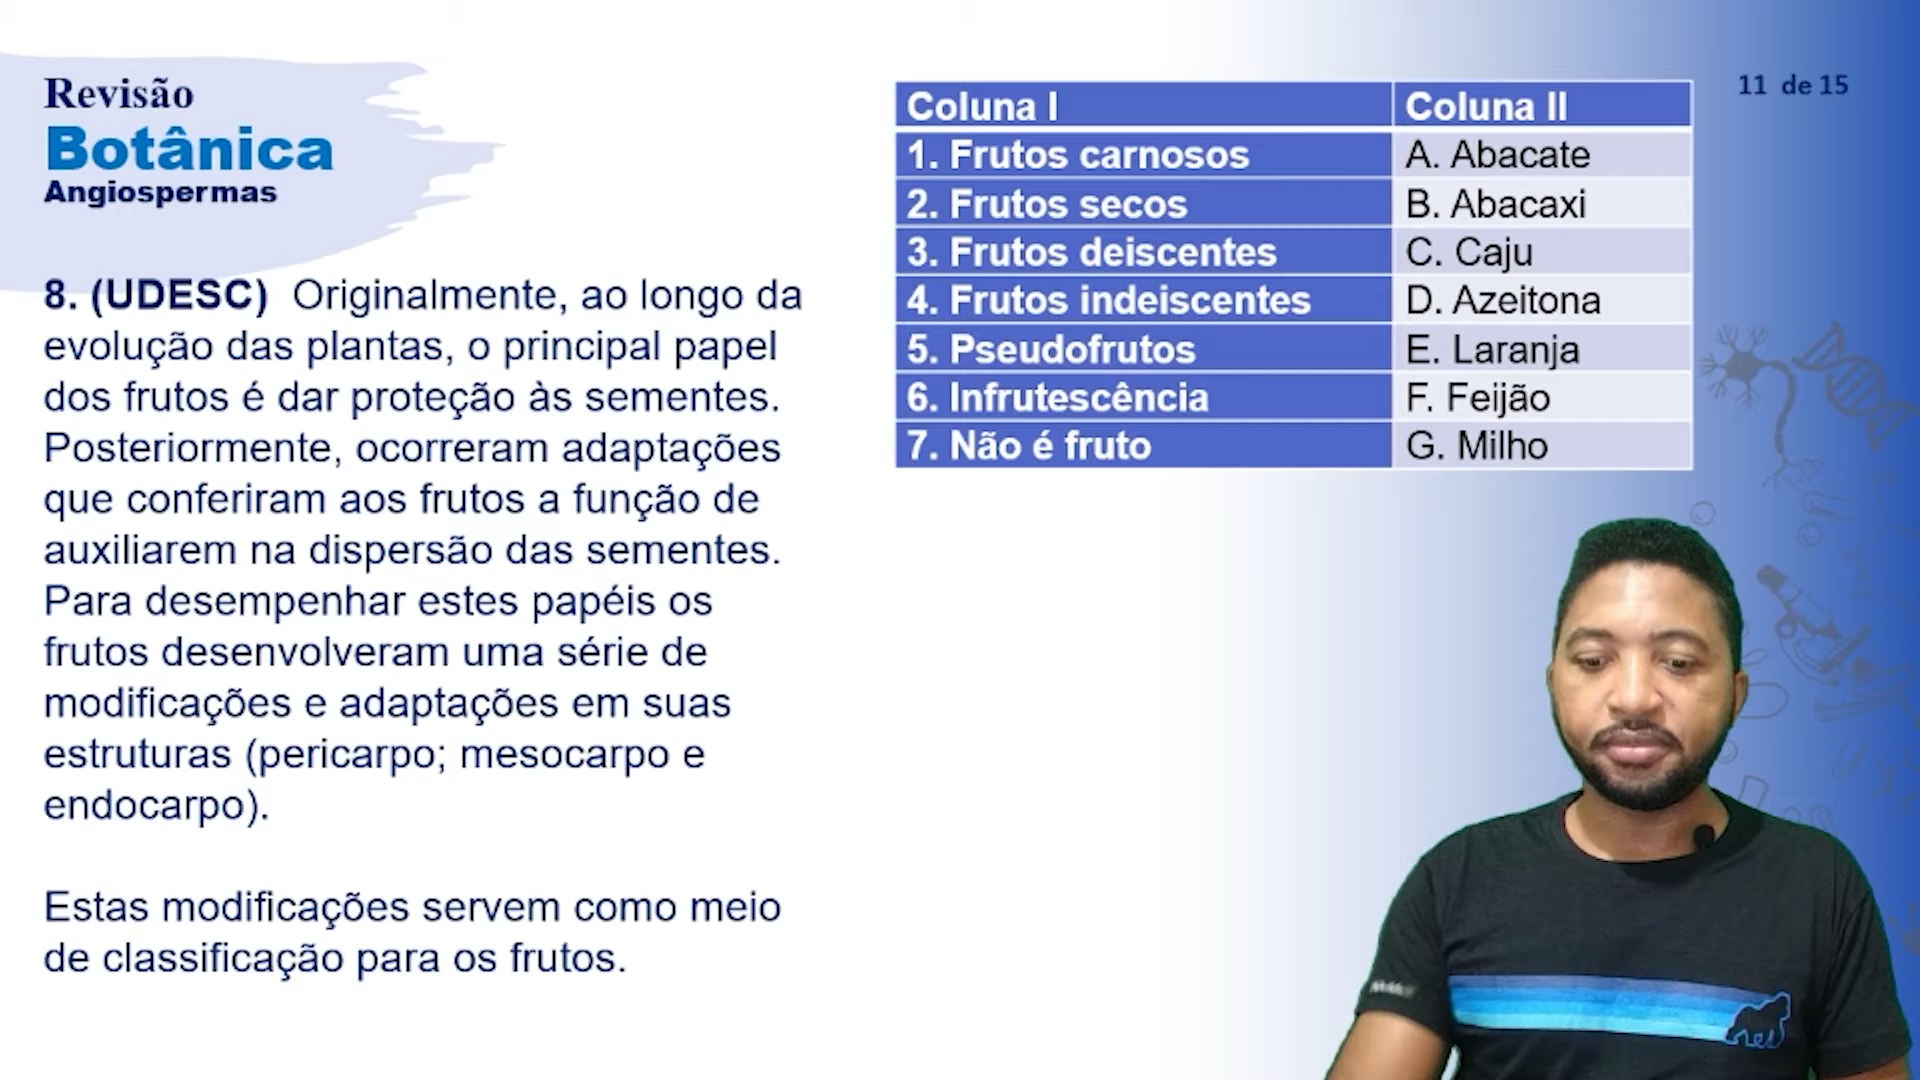 Revisão
Botânica
Angiospermas
8. (UDESC) Originalmente, ao longo da
evolução das plantas, o principal papel
dos frutos é dar proteção às sementes.
Posteriormente, ocorreram adaptações
que conferiram aos frutos a função de
auxiliarem na dispersão das sementes.
Para desempenhar estes papéis os
frutos desenvolveram uma série de
modificações e adaptações em suas
estruturas (pericarpo; mesocarpo e
endocarpo).
Estas modificações servem como meio
de classificação para os frutos.
Coluna I Coluna II
1. Frutos carnosos A. Abacate
2. Frutos secos B. Abacaxi
3. Frutos deiscentes C. Caju
4. Frutos indeiscentes D. Azeitona
5. Pseudofrutos E. Laranja
6. Infrutescência F. Feijão
7. Não é fruto G. Milho
11 de 15